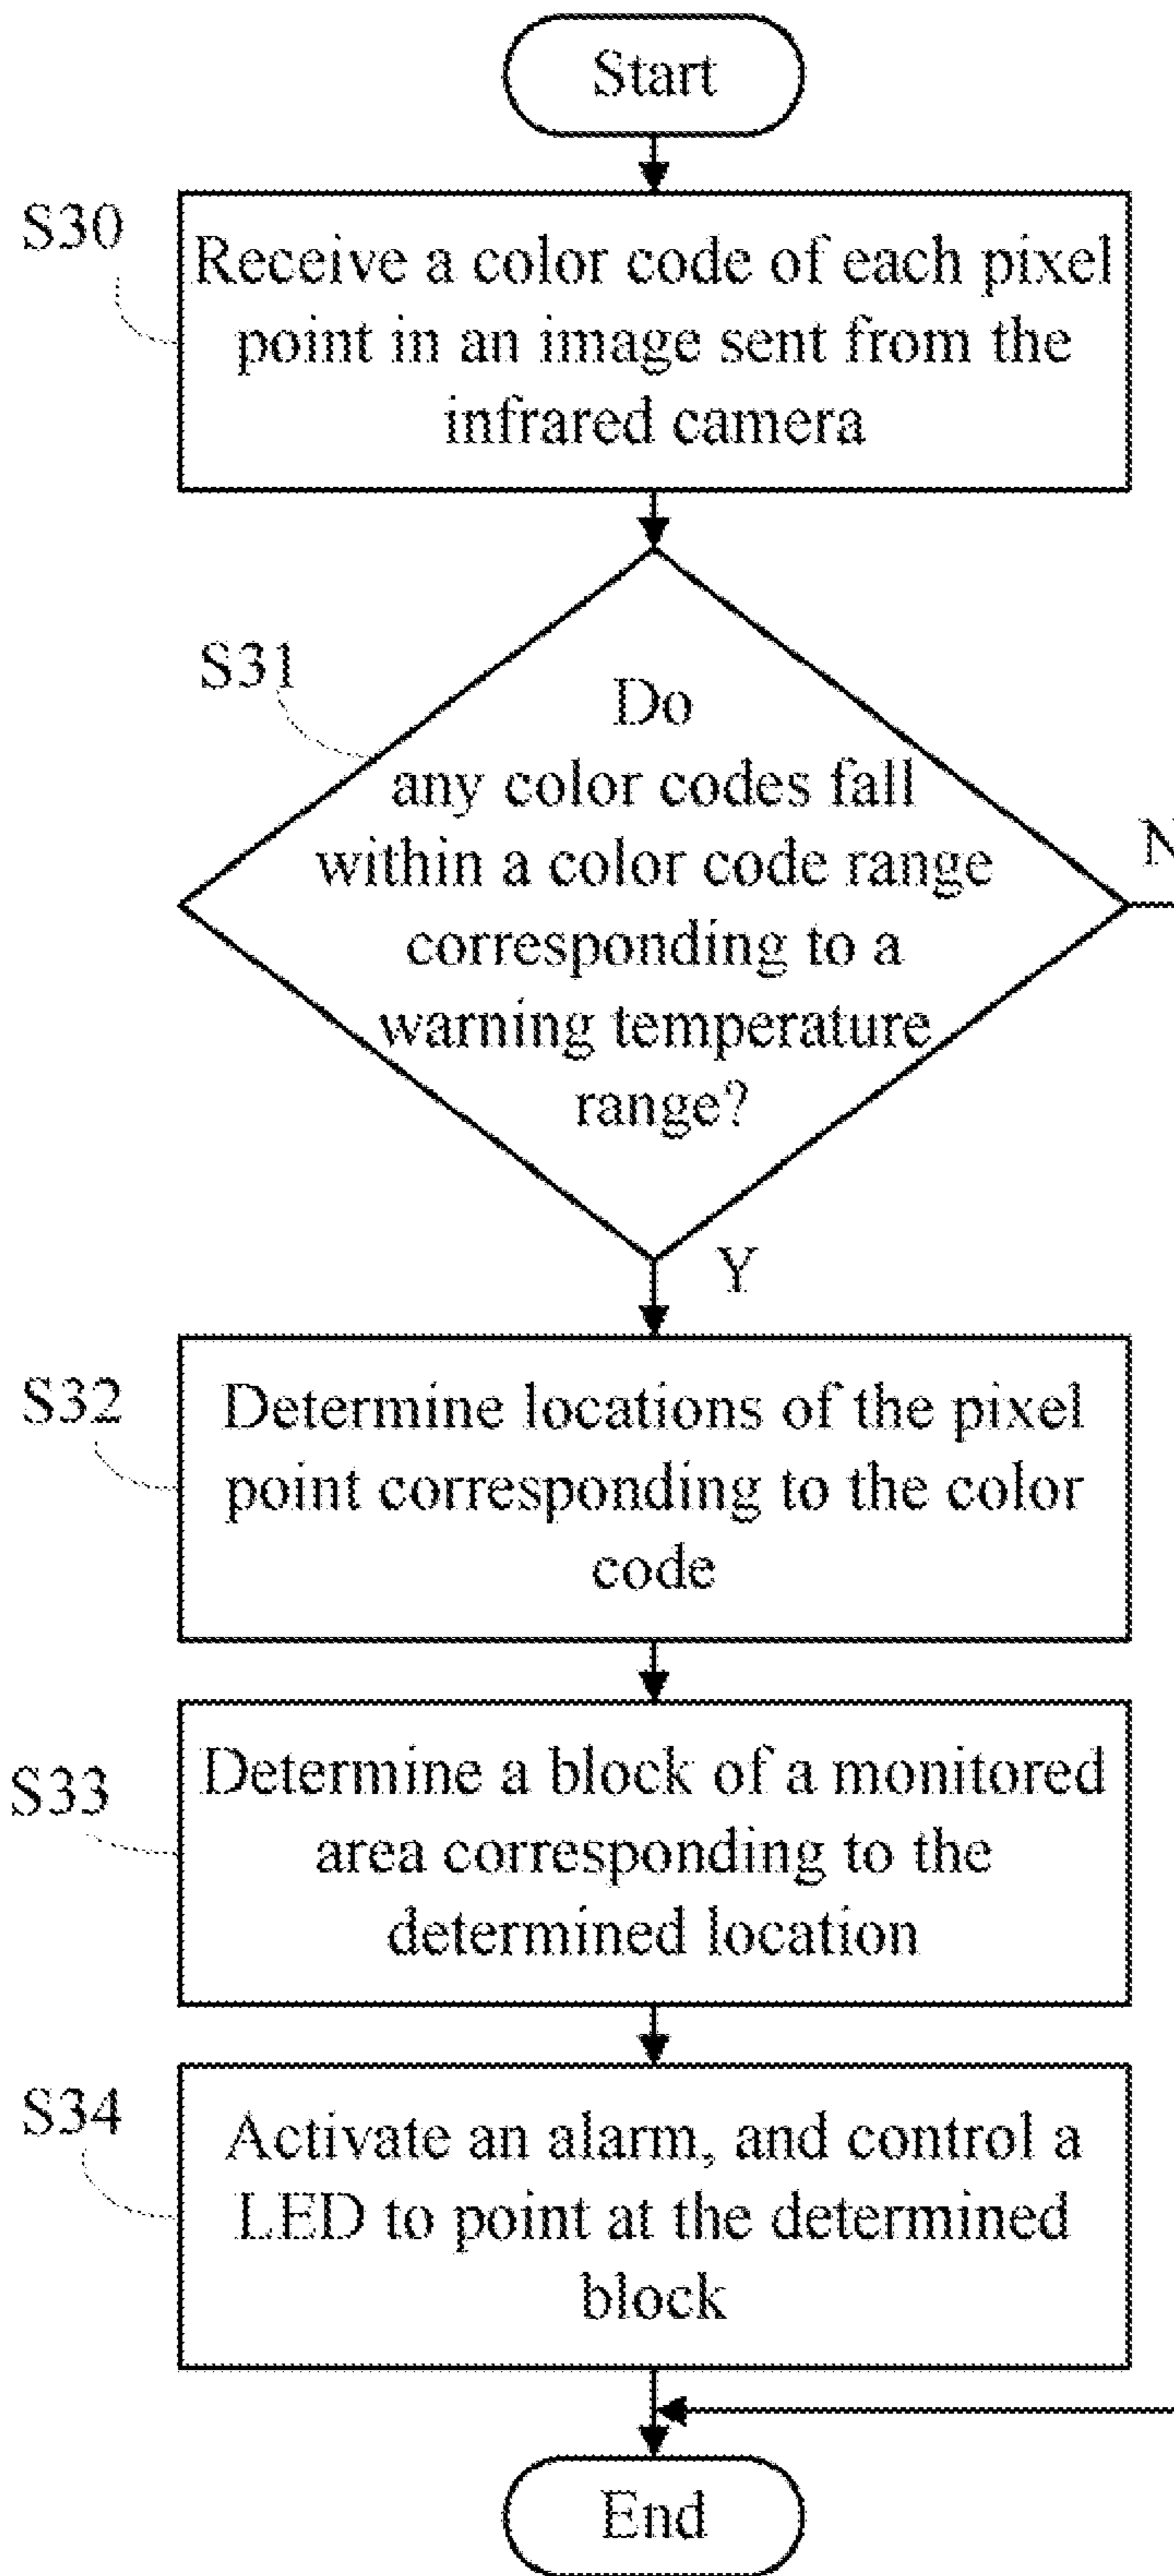 Start
S30
Receive a color code of each pixel
point in an image sent from the
infrared camera
S31
Do
any color codes fall
within a color code range
corresponding to a
warning temperature
range?
N
Y
S32
Determine locations of the pixel
point corresponding to the color
code
S33
Determine a block of a monitored
area corresponding to the
determined location
S34
Activate an alarm, and control a
LED to point at the determined
block
End